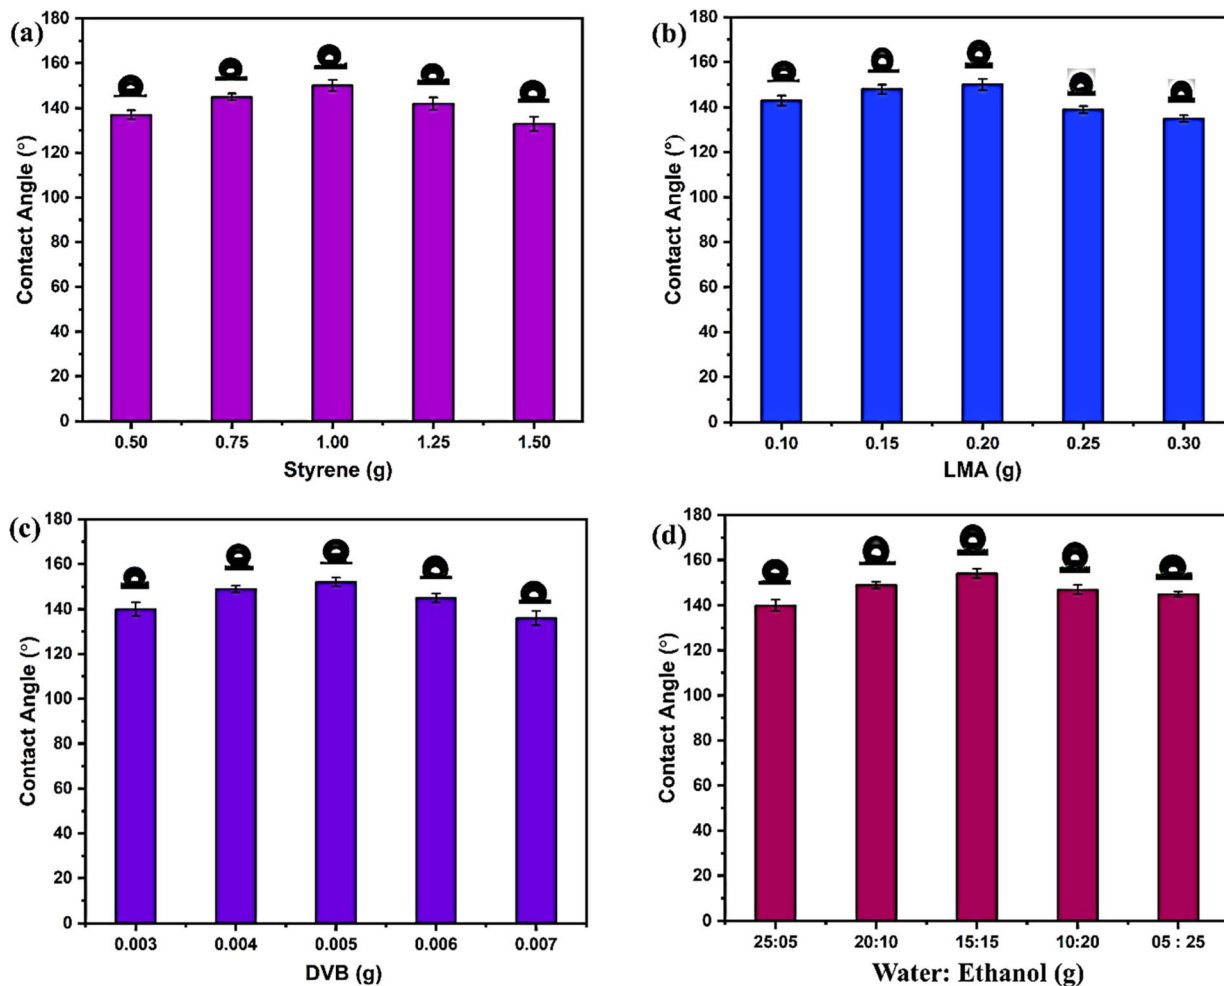 (a)
180
160
140
120
100
80
60
40
20
0
Contact Angle (°)
0.50 0.75 1.00 1.25 1.50
Styrene (g)
(b)
180
160
140
120
100
80
60
40
20
0
Contact Angle (°)
0.10 0.15 0.20 0.25 0.30
LMA (g)
(c)
180
160
140
120
100
80
60
40
20
0
Contact Angle (°)
0.003 0.004 0.005 0.006 0.007
DVB (g)
(d)
180
160
140
120
100
80
60
40
20
0
Contact Angle (°)
25:05 20:10 15:15 10:20 05 : 25
Water: Ethanol (g)